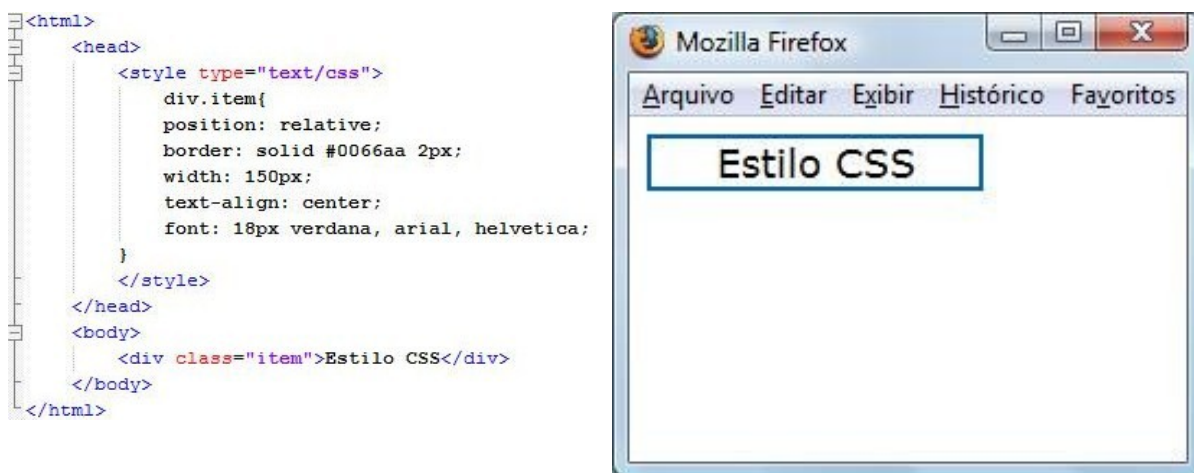 <html>
<head>
<style type="text/css">
div.item{
position: relative;
border: solid #0066aa 2px;
width: 150px;
text-align: center;
font: 18px verdana, arial, helvetica;
}
</style>
</head>
<body>
<div class="item">Estilo CSS</div>
</body>
</html>
Mozilla Firefox
Arquivo Editar Exibir Histórico Favoritos
Estilo CSS